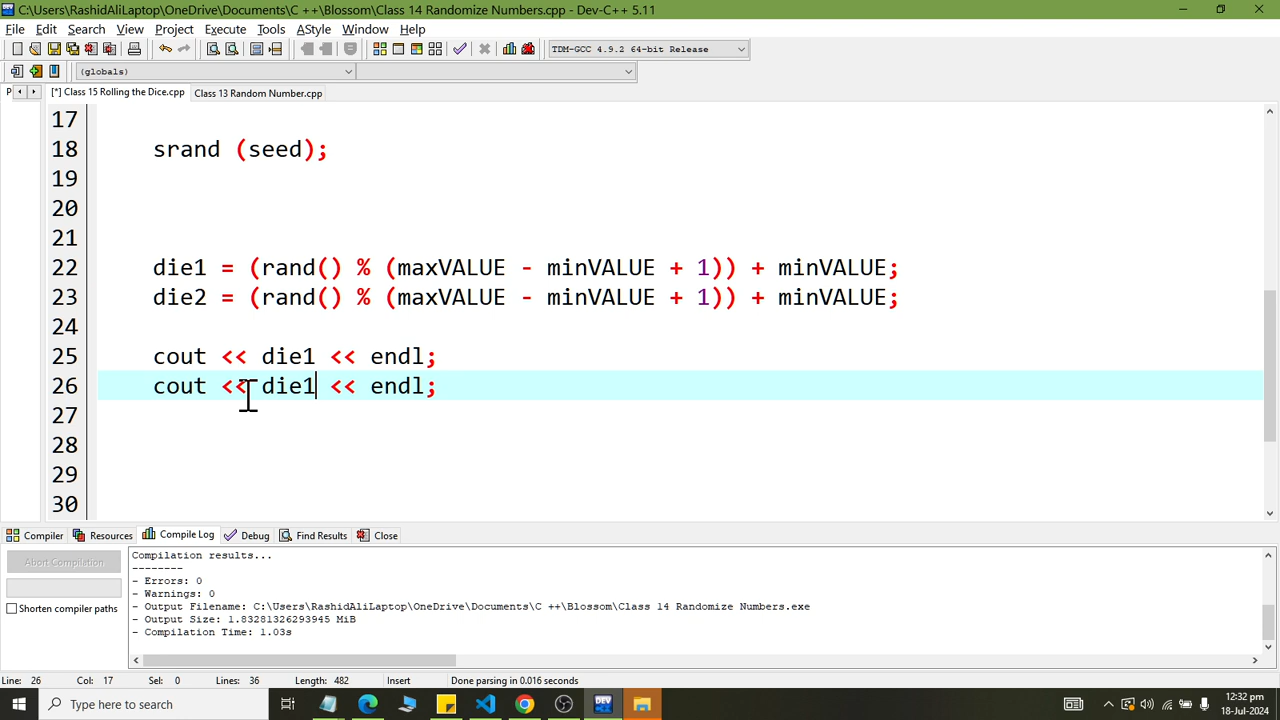 C:\Users\RashidAliLaptop\OneDrive\Documents\C ++\Blossom\Class 14 Randomize Numbers.cpp - Dev-C++ 5.11
File Edit Search View Project Execute Tools AStyle Window Help
TDM-GCC 4.9.2 64-bit Release
(globals)
P [*] Class 15 Rolling the Dice.cpp Class 13 Random Number.cpp
17
18 srand (seed);
19
20
21
22 die1 = (rand() % (maxVALUE - minVALUE + 1)) + minVALUE;
23 die2 = (rand() % (maxVALUE - minVALUE + 1)) + minVALUE;
24
25 cout << die1 << endl;
26 cout << die1 << endl;
27
28
29
30
Compiler Resources Compile Log Debug Find Results Close
Abort Compilation
Shorten compiler paths
Compilation results...
--------
- Errors: 0
- Warnings: 0
- Output Filename: C:\Users\RashidAliLaptop\OneDrive\Documents\C ++\Blossom\Class 14 Randomize Numbers.exe
- Output Size: 1.83281326293945 MiB
- Compilation Time: 1.03s
Line: 26 Col: 17 Sel: 0 Lines: 36 Length: 482 Insert Done parsing in 0.016 seconds
Type here to search
DEV
12:32 pm
18-Jul-2024